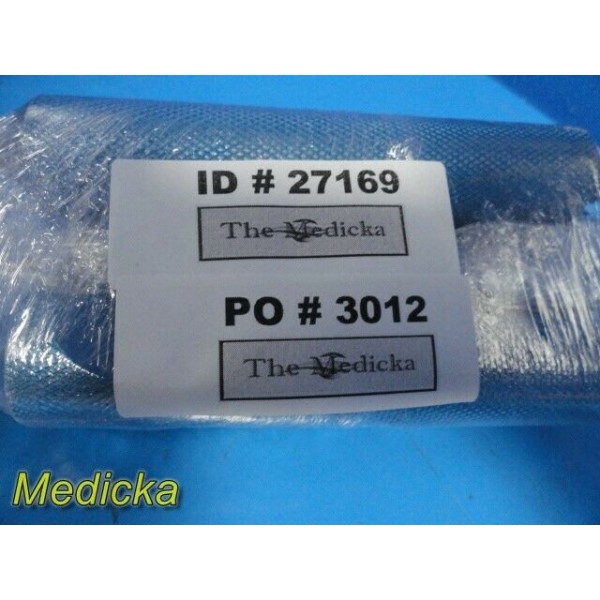 ID # 27169
The Medicka
PO # 3012
The Medicka
Medicka